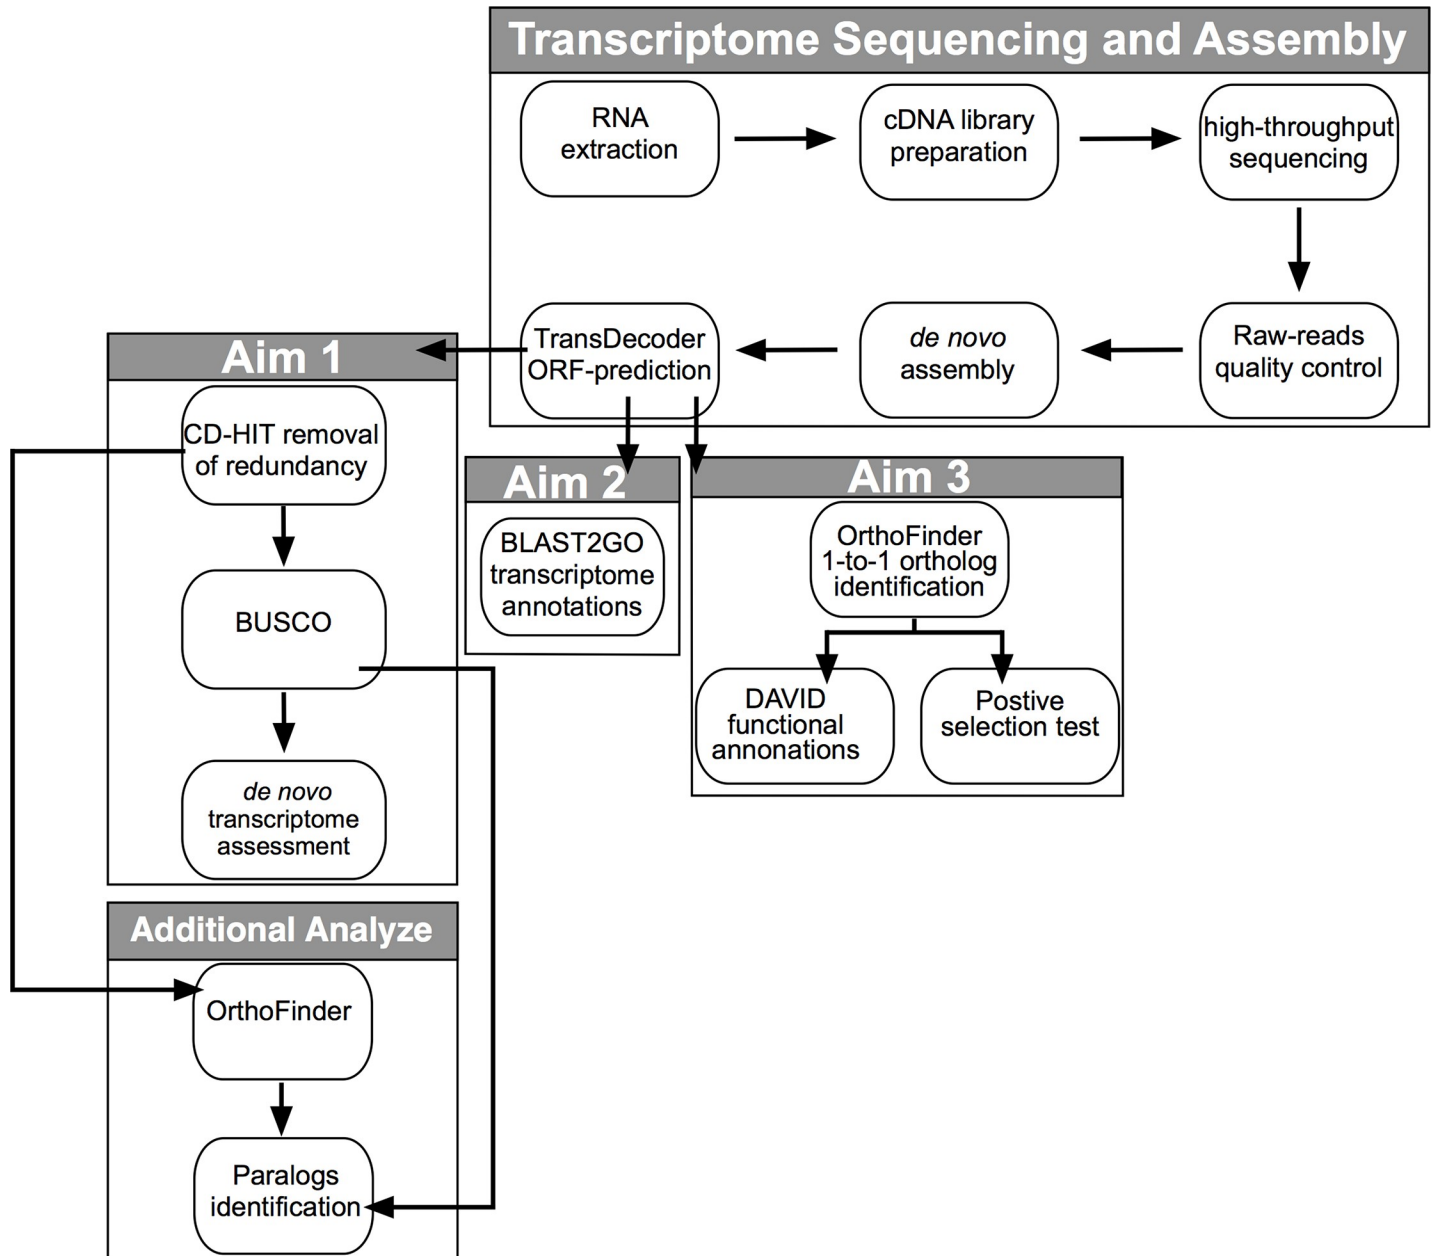 Transcriptome Sequencing and Assembly
RNA
extraction
cDNA library
preparation
high-throughput
sequencing
Raw-reads
quality control
de novo
assembly
TransDecoder
ORF-prediction
Aim 1
CD-HIT removal
of redundancy
BUSCO
de novo
transcriptome
assessment
Aim 2
BLAST2GO
transcriptome
annotations
Aim 3
OrthoFinder
1-to-1 ortholog
identification
DAVID
functional
annonations
Postive
selection test
Additional Analyze
OrthoFinder
Paralogs
identification